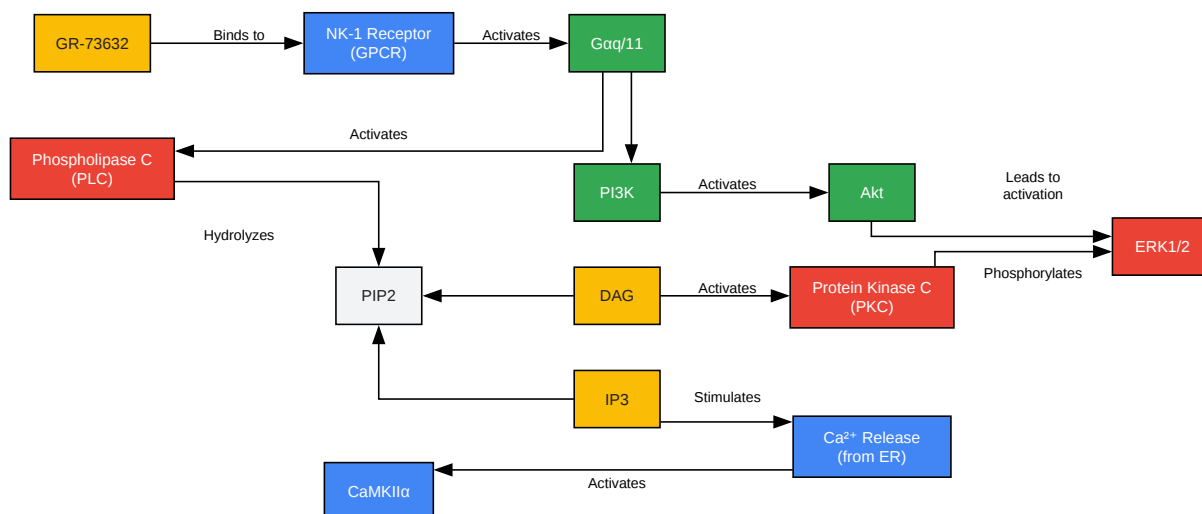 GR-73632
Binds to
NK-1 Receptor
(GPCR)
Activates
Gαq/11
Activates
Phospholipase C
(PLC)
PI3K
Activates
Akt
Leads to
activation
ERK1/2
Hydrolyzes
PIP2
DAG
Activates
Protein Kinase C
(PKC)
Phosphorylates
IP3
Stimulates
Ca²⁺ Release
(from ER)
Activates
CaMKIIα